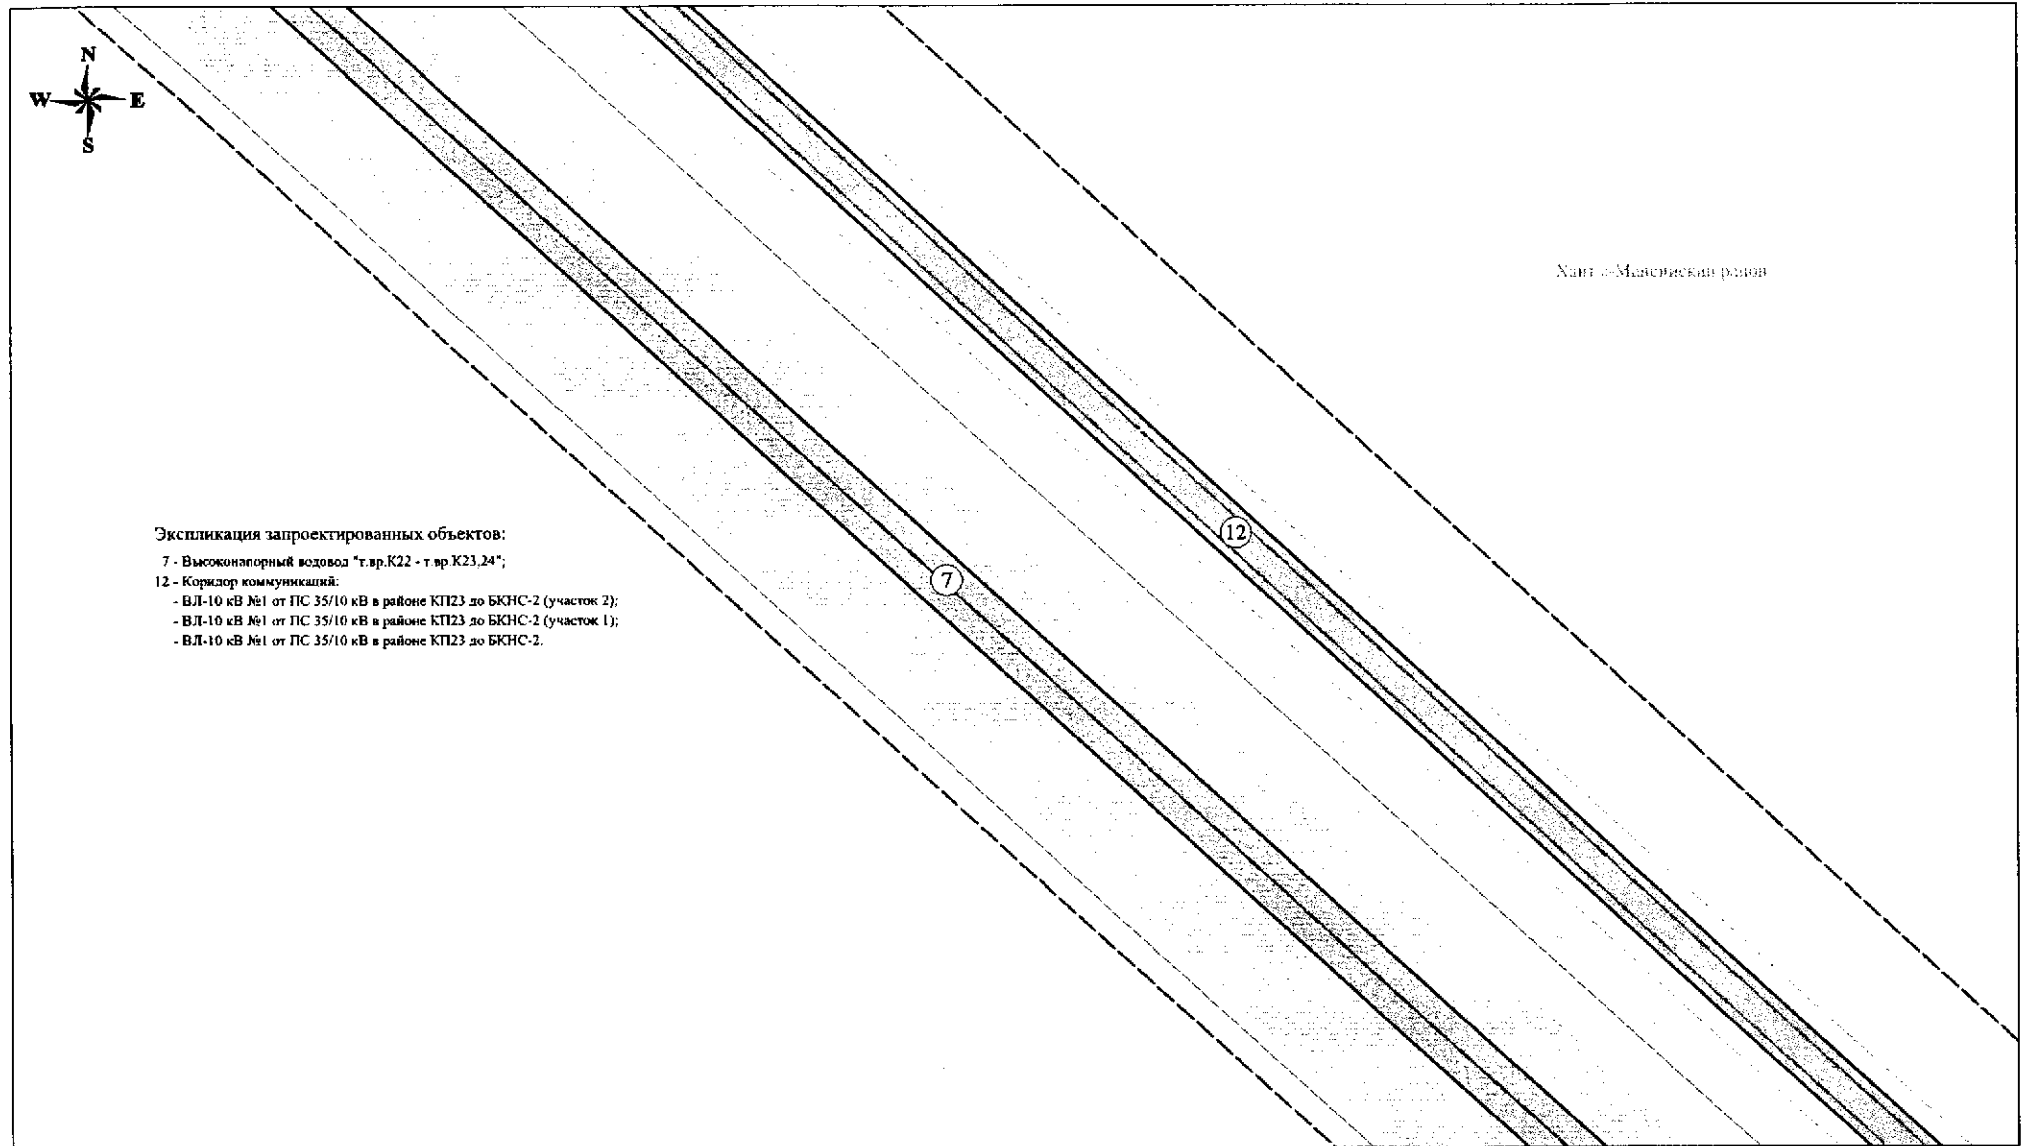 N
W E
S
Ханты-Мансийский район
Экспликация запроектированных объектов:
7 - Высоконапорный водовод "т.вр.К22 - т.вр.К23,24";
12 - Коридор коммуникаций:
- ВЛ-10 кВ №1 от ПС 35/10 кВ в районе КП23 до БКНС-2 (участок 2);
- ВЛ-10 кВ №1 от ПС 35/10 кВ в районе КП23 до БКНС-2 (участок 1);
- ВЛ-10 кВ №1 от ПС 35/10 кВ в районе КП23 до БКНС-2.
12
7